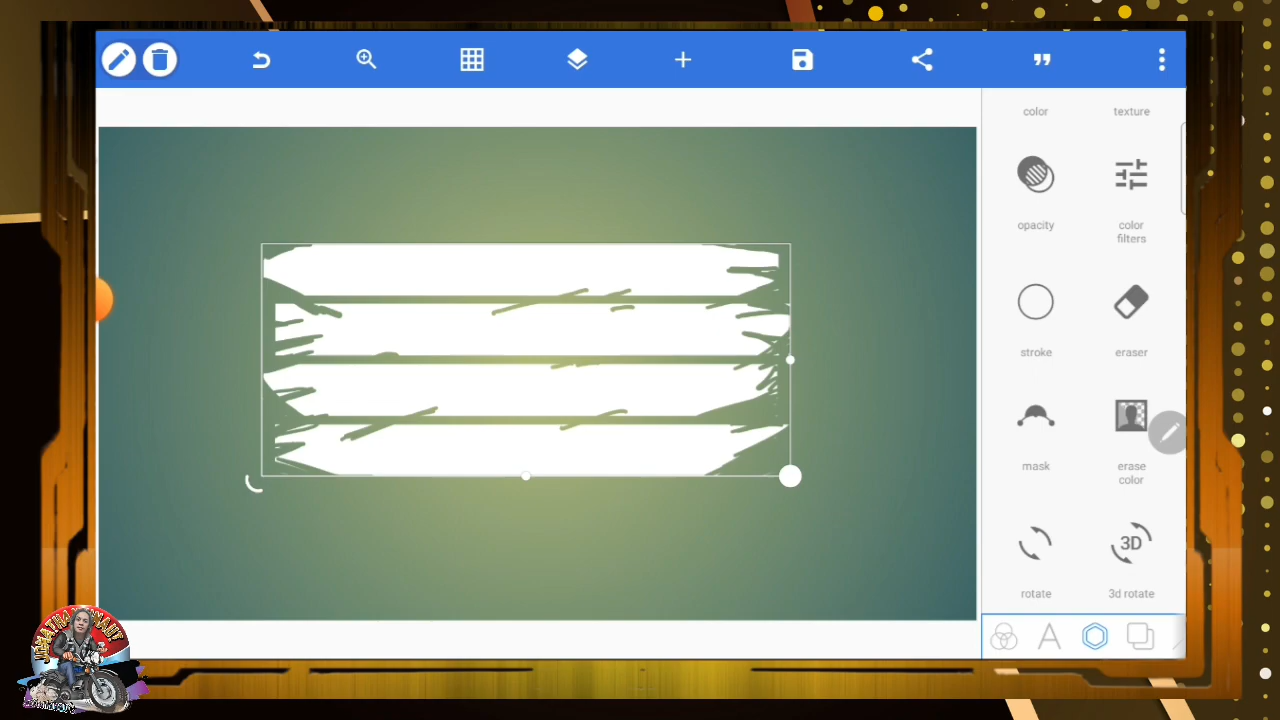 color texture
opacity color
filters
stroke eraser
mask erase
color
3D
rotate 3d rotate
A